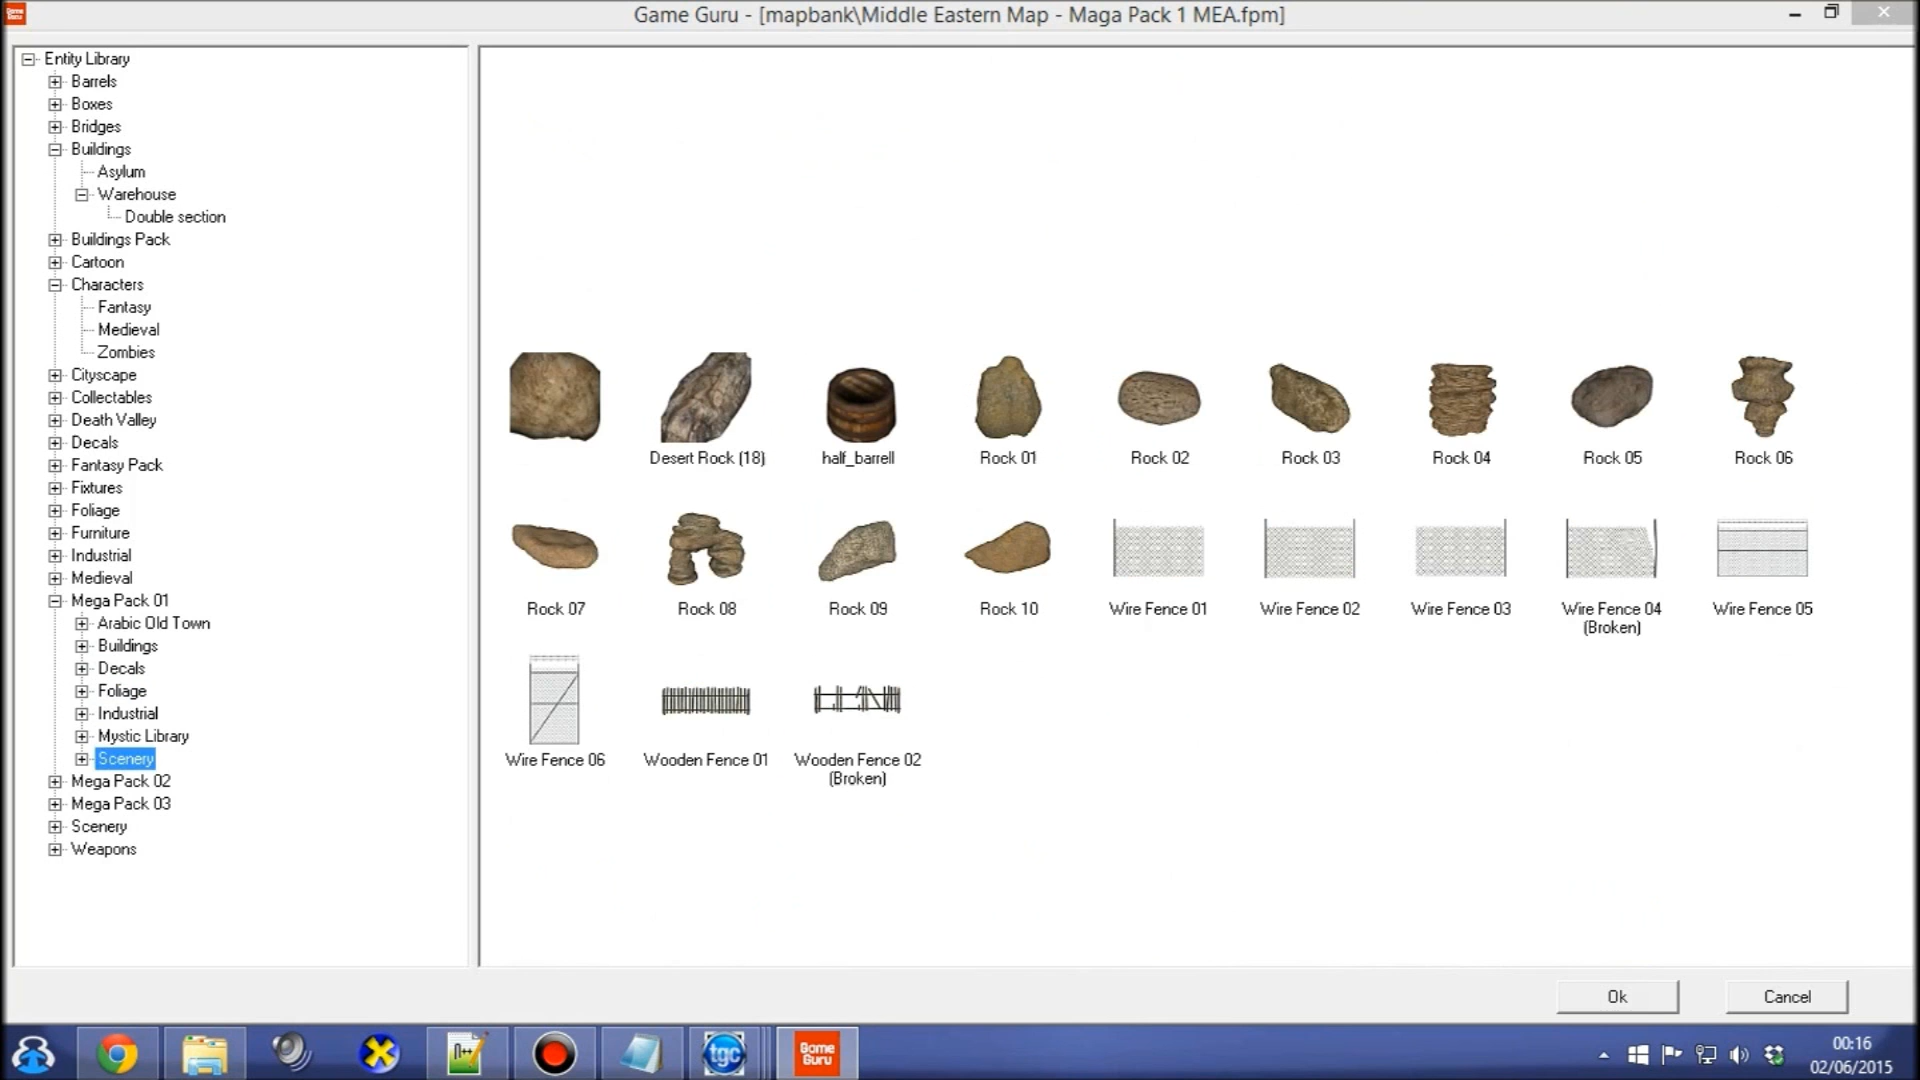 Game Guru - [mapbank\Middle Eastern Map - Maga Pack 1 MEA.fpm]
Entity Library
Barrels
Boxes
Bridges
Buildings
Asylum
Warehouse
Double section
Buildings Pack
Cartoon
Characters
Fantasy
Medieval
Zombies
Cityscape
Collectables
Death Valley
Decals
Fantasy Pack
Fixtures
Foliage
Furniture
Industrial
Medieval
Mega Pack 01
Arabic Old Town
Buildings
Decals
Foliage
Industrial
Mystic Library
Scenery
Mega Pack 02
Mega Pack 03
Scenery
Weapons
Desert Rock (18) half_barrell Rock 01 Rock 02 Rock 03 Rock 04 Rock 05 Rock 06
Rock 07 Rock 08 Rock 09 Rock 10 Wire Fence 01 Wire Fence 02 Wire Fence 03 Wire Fence 04 Wire Fence 05
(Broken)
Wire Fence 06 Wooden Fence 01 Wooden Fence 02
(Broken)
Ok Cancel
n++
tgc
Game
Guru
00:16
02/06/2015